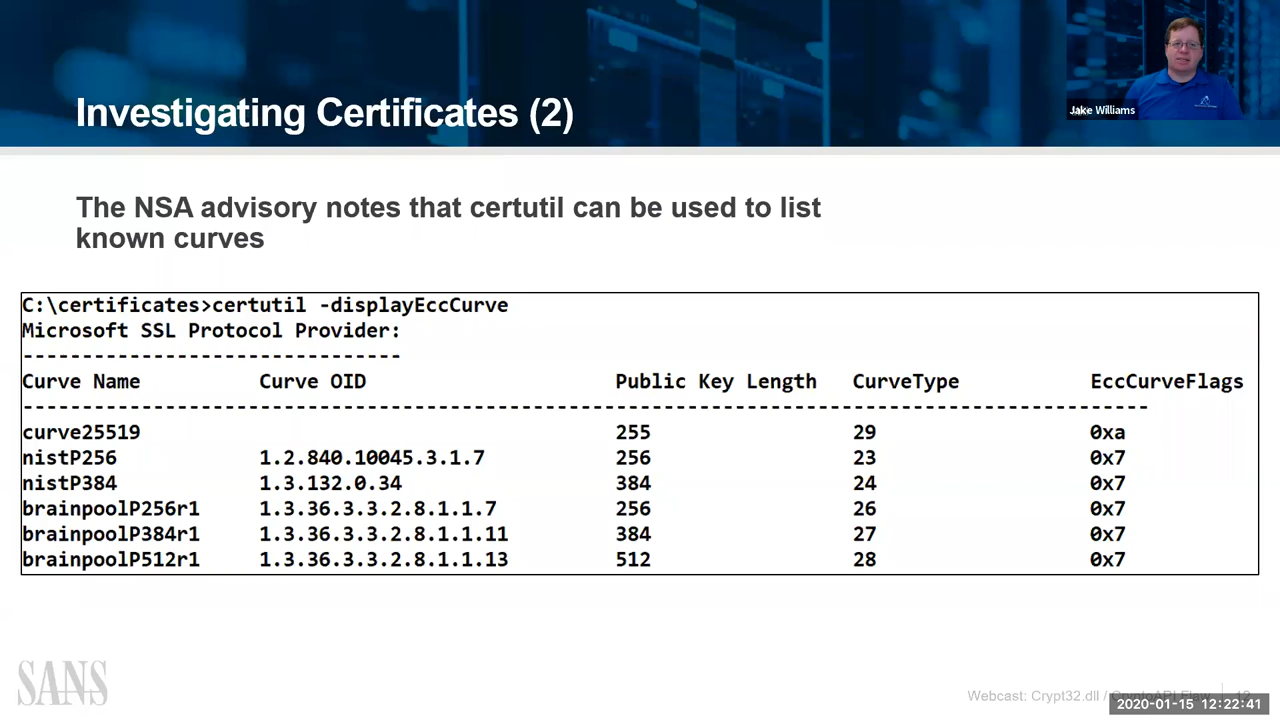 Jake Williams
Investigating Certificates (2)
The NSA advisory notes that certutil can be used to list
known curves
C:\certificates>certutil -displayEccCurve
Microsoft SSL Protocol Provider:
--------------------------------
Curve Name Curve OID Public Key Length CurveType EccCurveFlags
-----------------------------------------------------------------------------------------------
curve25519 255 29 0xa
nistP256 1.2.840.10045.3.1.7 256 23 0x7
nistP384 1.3.132.0.34 384 24 0x7
brainpoolP256r1 1.3.36.3.3.2.8.1.1.7 256 26 0x7
brainpoolP384r1 1.3.36.3.3.2.8.1.1.11 384 27 0x7
brainpoolP512r1 1.3.36.3.3.2.8.1.1.13 512 28 0x7
SANS
Webcast: Crypt32.dll / CryptoAPI Flaw
2020-01-15 12:22:41